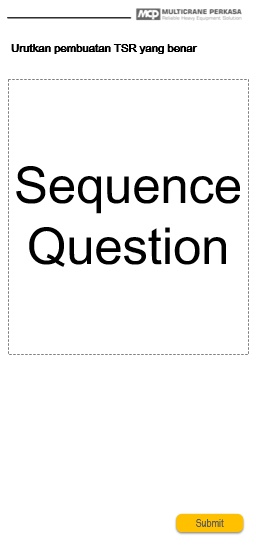 MCP MULTICRANE PERKASA
Reliable Heavy Equipment Solution
Urutkan pembuatan TSR yang benar
Sequence
Question
Submit